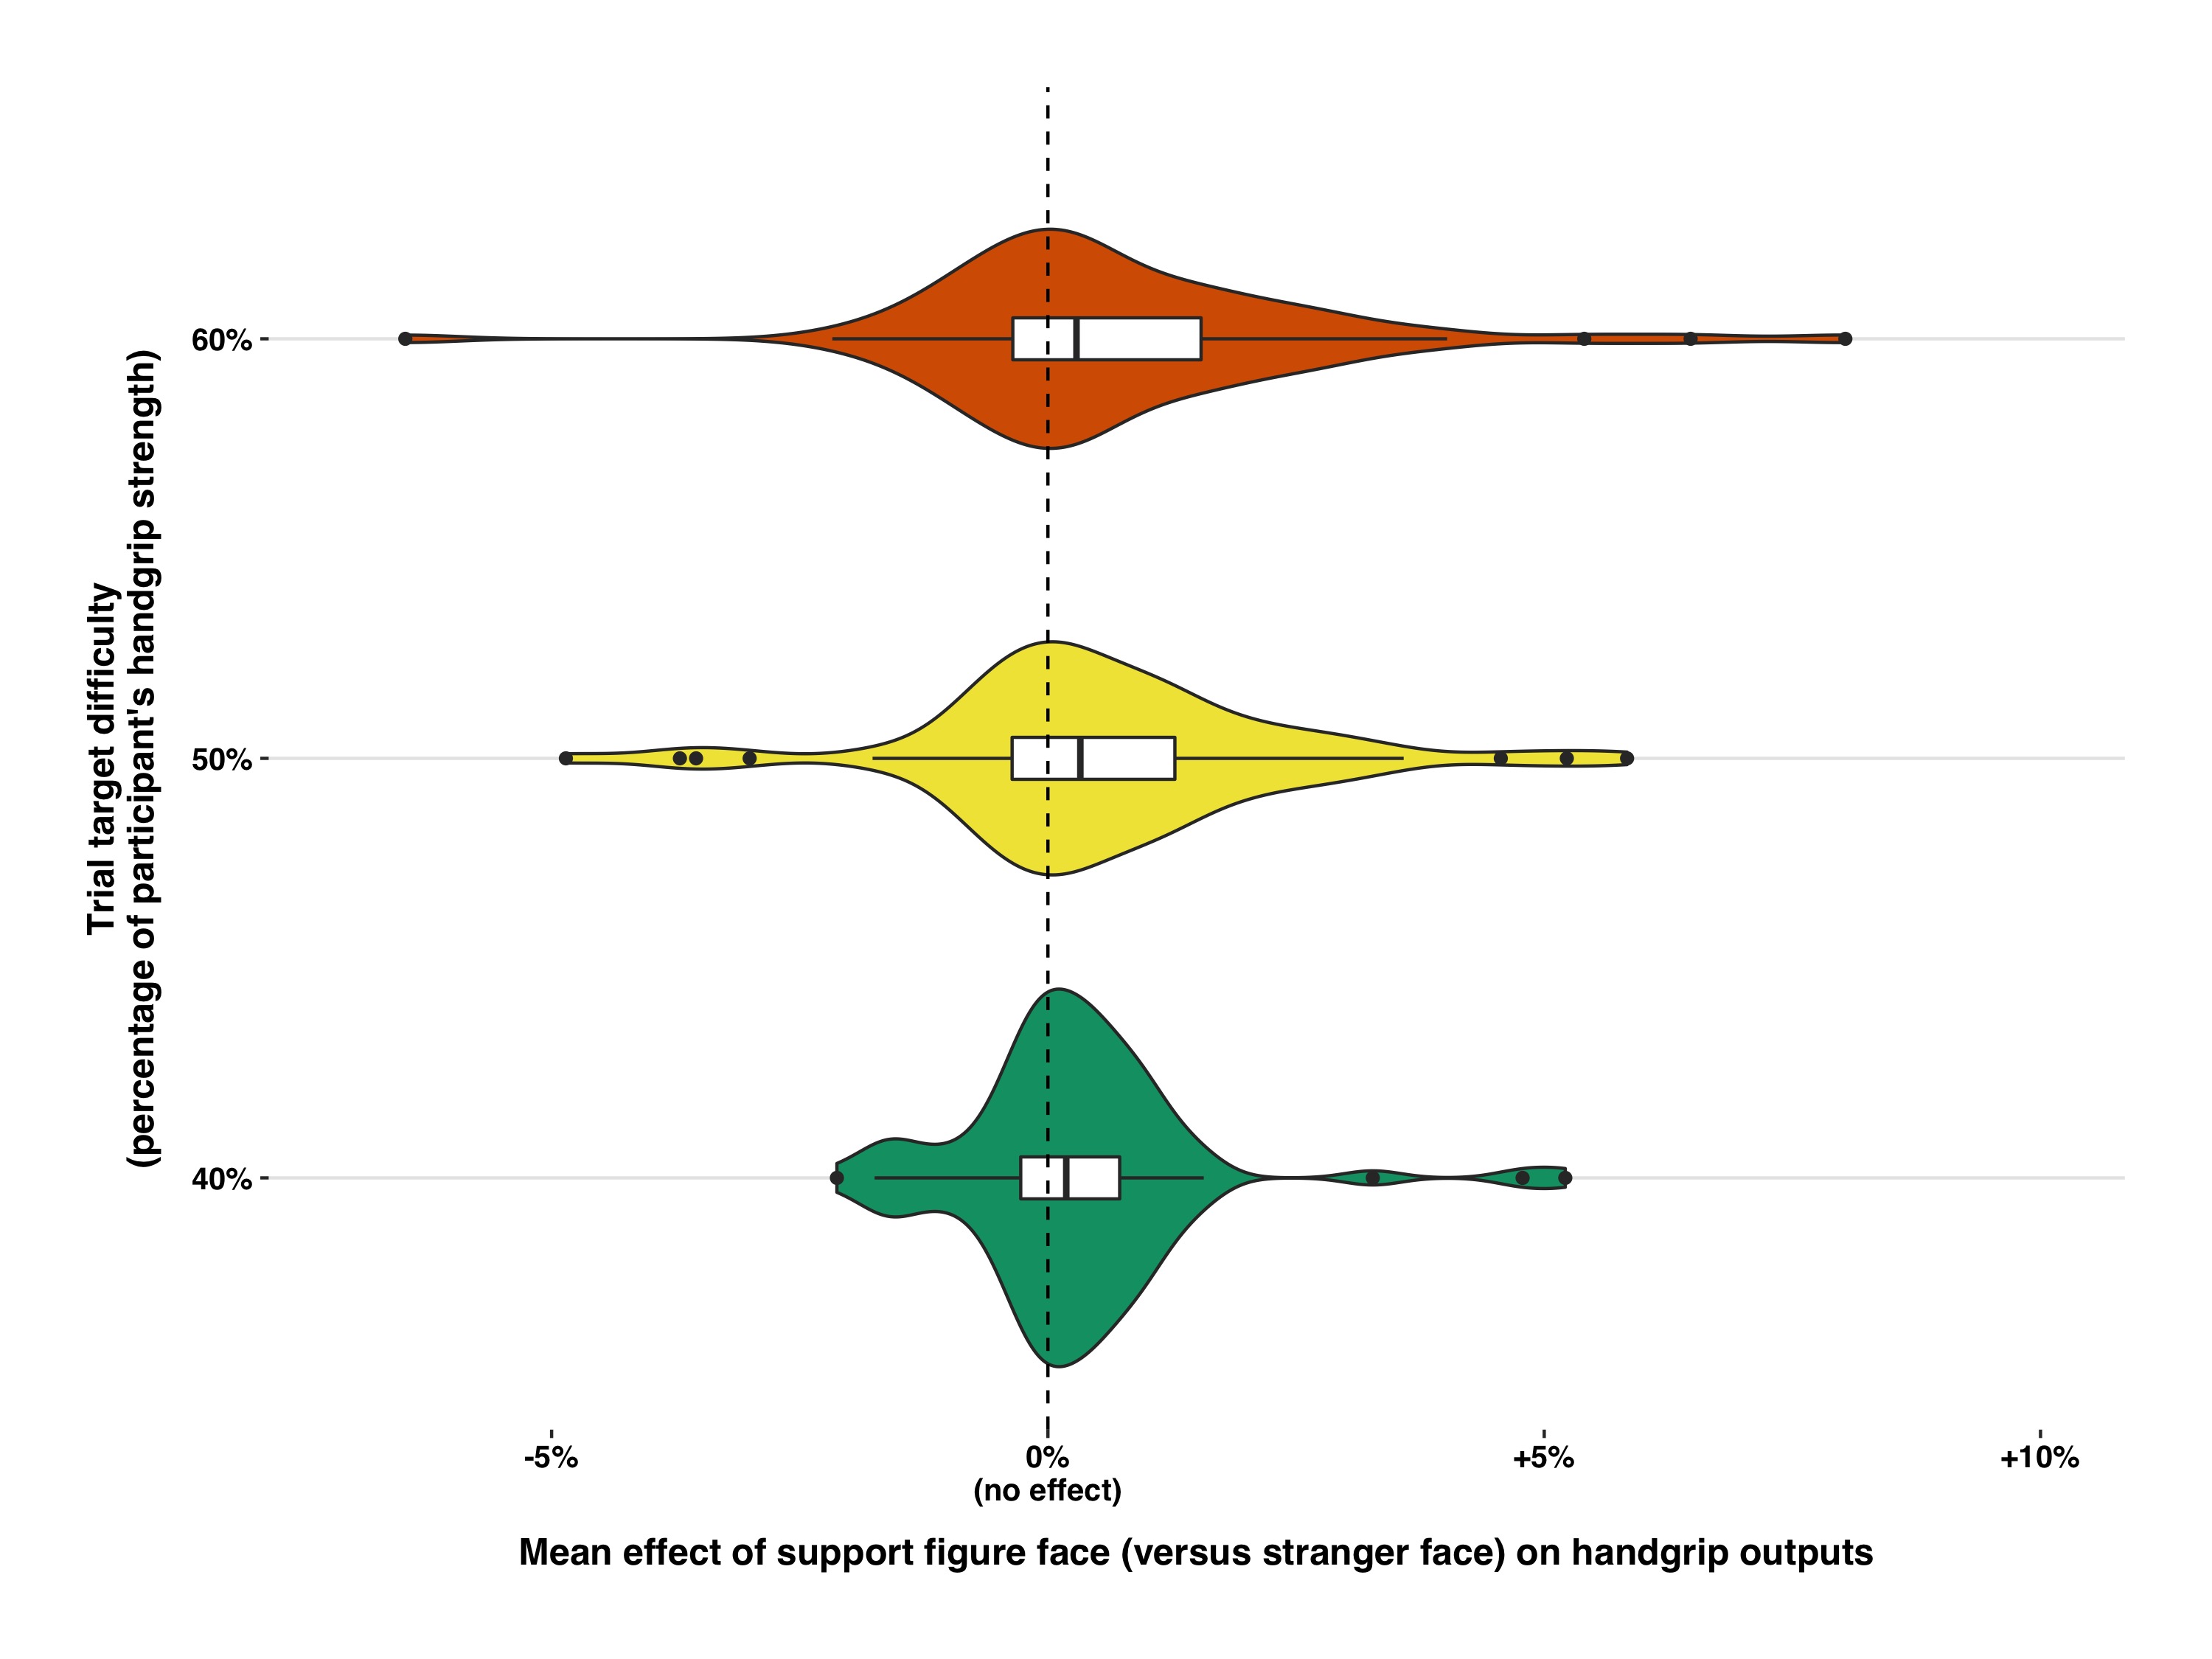 Trial target difficulty
(percentage of participant's handgrip strength)
60%
50%
40%
-5%
0%
(no effect)
+5%
+10%
Mean effect of support figure face (versus stranger face) on handgrip outputs